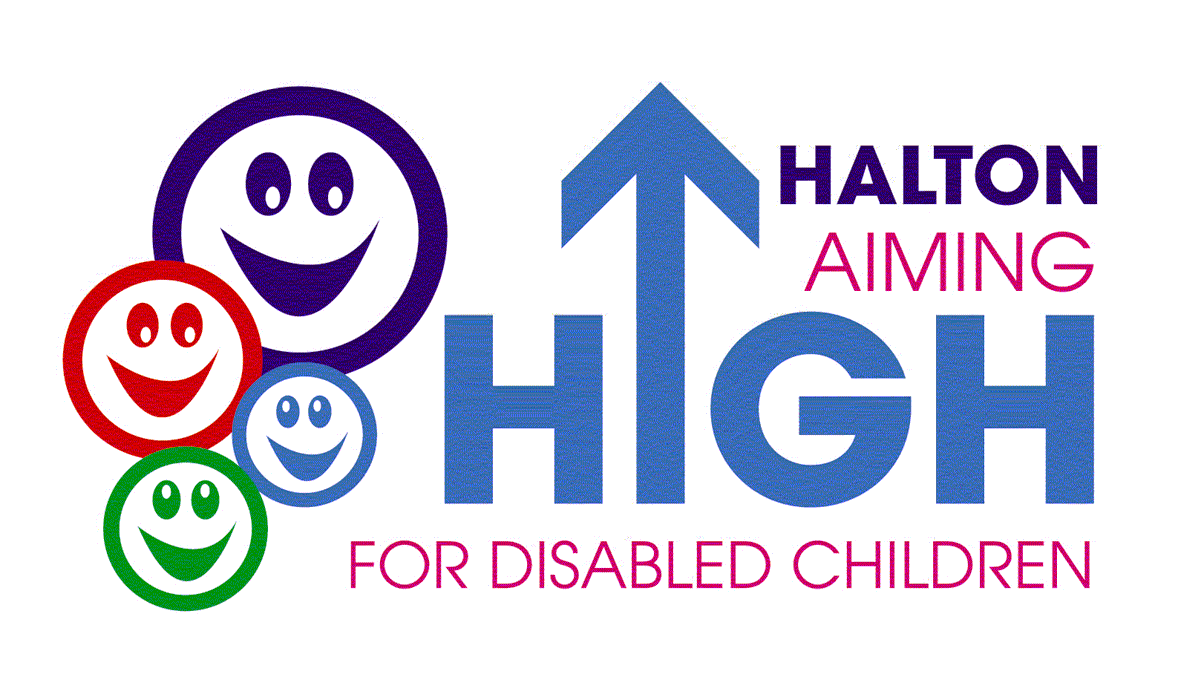 HALTON
AIMING
HIGH
FOR DISABLED CHILDREN